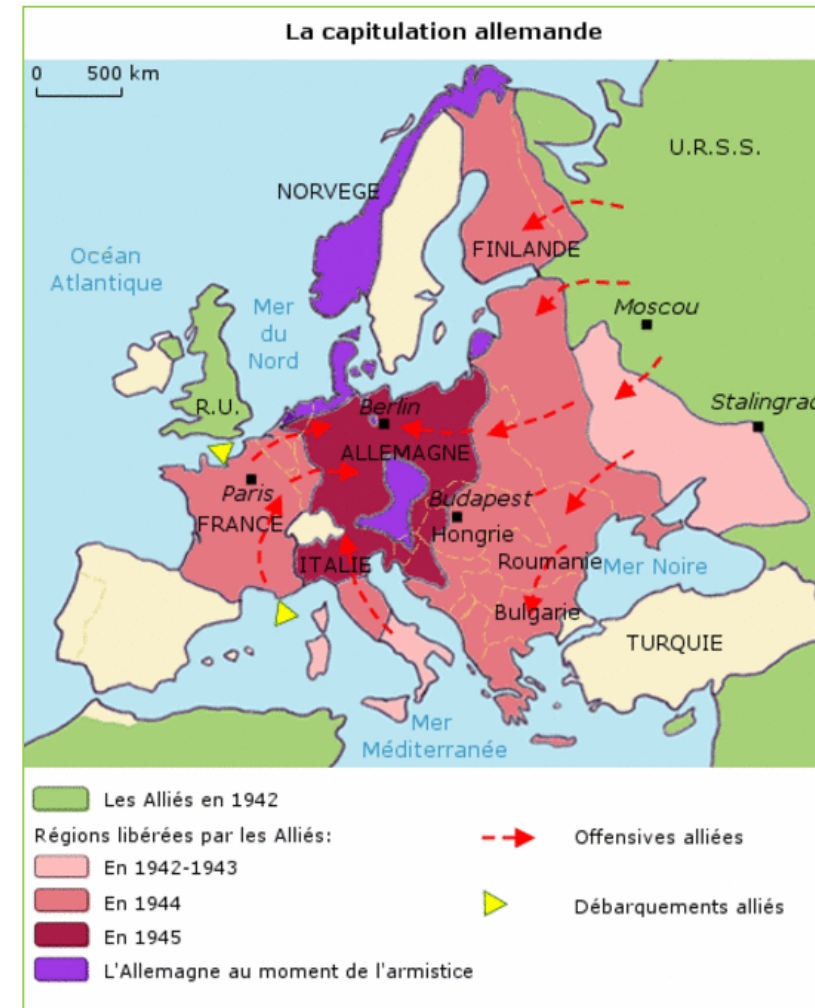 La capitulation allemande
0 500 km
U.R.S.S.
NORVEGE
FINLANDE
Océan
Atlantique
Mer
du
Nord
Moscou
R.U.
Berlin
Stalingrad
ALLEMAGNE
Paris
Budapest
FRANCE
Hongrie
ITALIE
Roumanie
Mer Noire
Bulgarie
TURQUIE
Mer
Méditerranée
Les Alliés en 1942
Régions libérées par les Alliés:
En 1942-1943
En 1944
En 1945
L'Allemagne au moment de l'armistice
Offensives alliées
Débarquements alliés